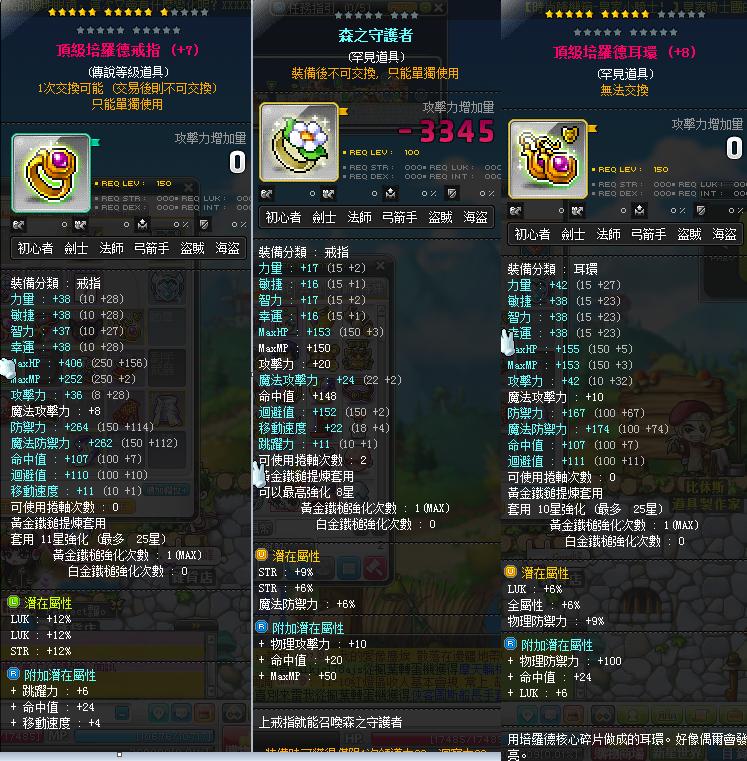 頂級培羅德戒指 (+7)
(傳說等級道具)
1次交換可能 (交易後則不可交換)
只能單獨使用
攻擊力增加量
0
REQ LEV : 150
初心者 劍士 法師 弓箭手 盜賊 海盜
裝備分類 : 戒指
力量 : +38 (10 +28)
敏捷 : +38 (10 +28)
智力 : +37 (10 +27)
幸運 : +38 (10 +28)
MaxHP : +406 (250 +156)
MaxMP : +252 (250 +2)
攻擊力 : +36 (8 +28)
魔法攻擊力 : +8
防禦力 : +264 (150 +114)
魔法防禦力 : +262 (150 +112)
命中值 : +107 (100 +7)
迴避值 : +110 (100 +10)
移動速度 : +11 (10 +1)
可使用捲軸次數 : 0
黃金鐵鎚提煉套用
套用 11星強化 (最多 25星)
黃金鐵鎚強化次數 : 1(MAX)
白金鐵鎚強化次數 : 0
潛在屬性
LUK : +12%
LUK : +12%
STR : +12%
附加潛在屬性
+ 跳躍力 : +6
+ 命中值 : +24
+ 移動速度 : +4
森之守護者
(罕見道具)
裝備後不可交換, 只能單獨使用
攻擊力增加量
-3345
REQ LEV : 100
初心者 劍士 法師 弓箭手 盜賊 海盜
裝備分類 : 戒指
力量 : +17 (15 +2)
敏捷 : +16 (15 +1)
智力 : +17 (15 +2)
幸運 : +16 (15 +1)
MaxHP : +153 (150 +3)
MaxMP : +150
攻擊力 : +20
魔法攻擊力 : +24 (22 +2)
命中值 : +148
迴避值 : +152 (150 +2)
移動速度 : +22 (18 +4)
跳躍力 : +11 (10 +1)
可使用捲軸次數 : 2
黃金鐵鎚提煉套用
可以最高強化 8星
黃金鐵鎚強化次數 : 1(MAX)
白金鐵鎚強化次數 : 0
潛在屬性
STR : +9%
STR : +6%
魔法防禦力 : +6%
附加潛在屬性
+ 物理攻擊力 : +10
+ 命中值 : +20
+ MaxMP : +50
上戒指就能召喚森之守護者
頂級培羅德耳環 (+8)
(罕見道具)
無法交換
攻擊力增加量
0
REQ LEV : 150
初心者 劍士 法師 弓箭手 盜賊 海盜
裝備分類 : 耳環
力量 : +42 (15 +27)
敏捷 : +38 (15 +23)
智力 : +38 (15 +23)
幸運 : +38 (15 +23)
MaxHP : +155 (150 +5)
MaxMP : +153 (150 +3)
攻擊力 : +42 (10 +32)
魔法攻擊力 : +10
防禦力 : +167 (100 +67)
魔法防禦力 : +174 (100 +74)
命中值 : +107 (100 +7)
迴避值 : +111 (100 +11)
可使用捲軸次數 : 0
黃金鐵鎚提煉套用
套用 10星強化 (最多 25星)
黃金鐵鎚強化次數 : 1(MAX)
白金鐵鎚強化次數 : 0
潛在屬性
LUK : +6%
全屬性 : +6%
物理防禦力 : +9%
附加潛在屬性
+ 物理防禦力 : +100
+ 命中值 : +24
+ LUK : +6
用培羅德核心碎片做成的耳環。好像偶爾會發
亮。